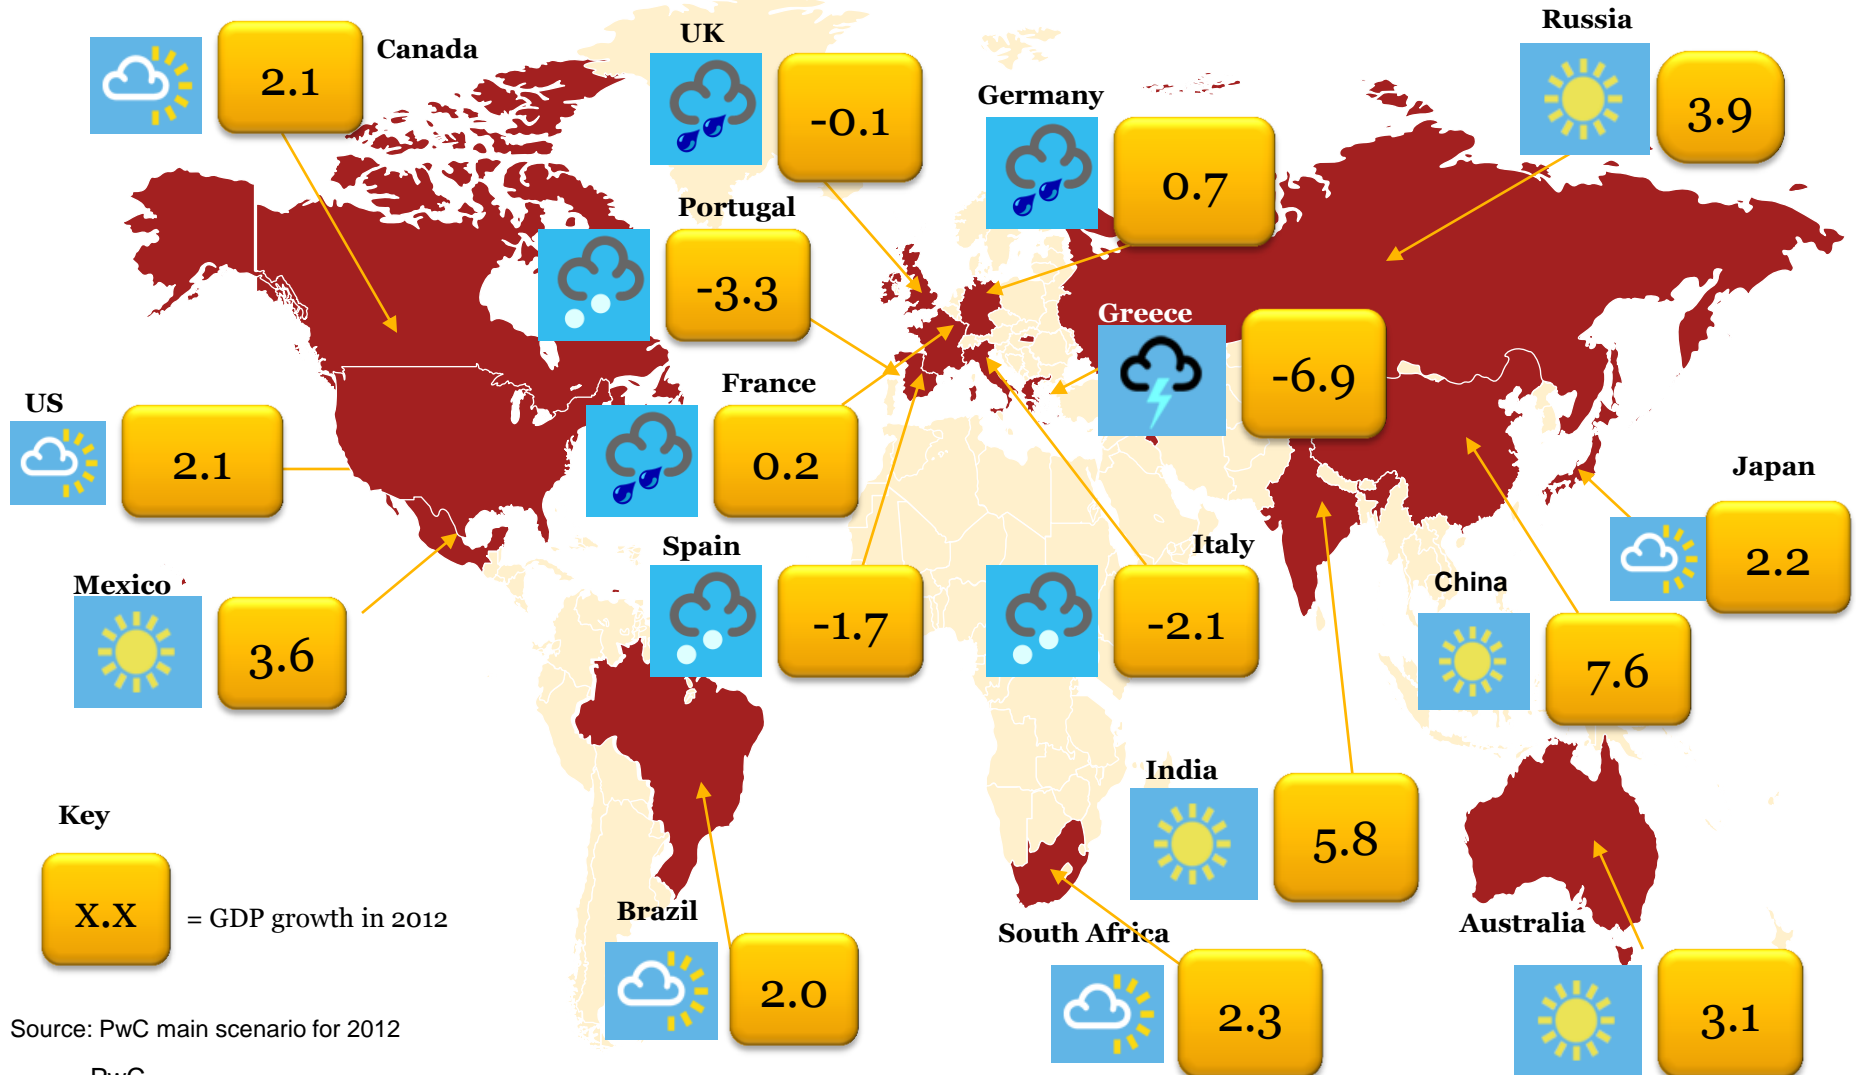 Canada
2.1
UK
-0.1
Germany
0.7
Russia
3.9
Portugal
-3.3
Greece
-6.9
France
0.2
US
2.1
Japan
2.2
Spain
-1.7
Italy
-2.1
China
7.6
Mexico
3.6
India
5.8
Key
x.x
= GDP growth in 2012
Brazil
2.0
South Africa
2.3
Australia
3.1
Source: PwC main scenario for 2012
PwC